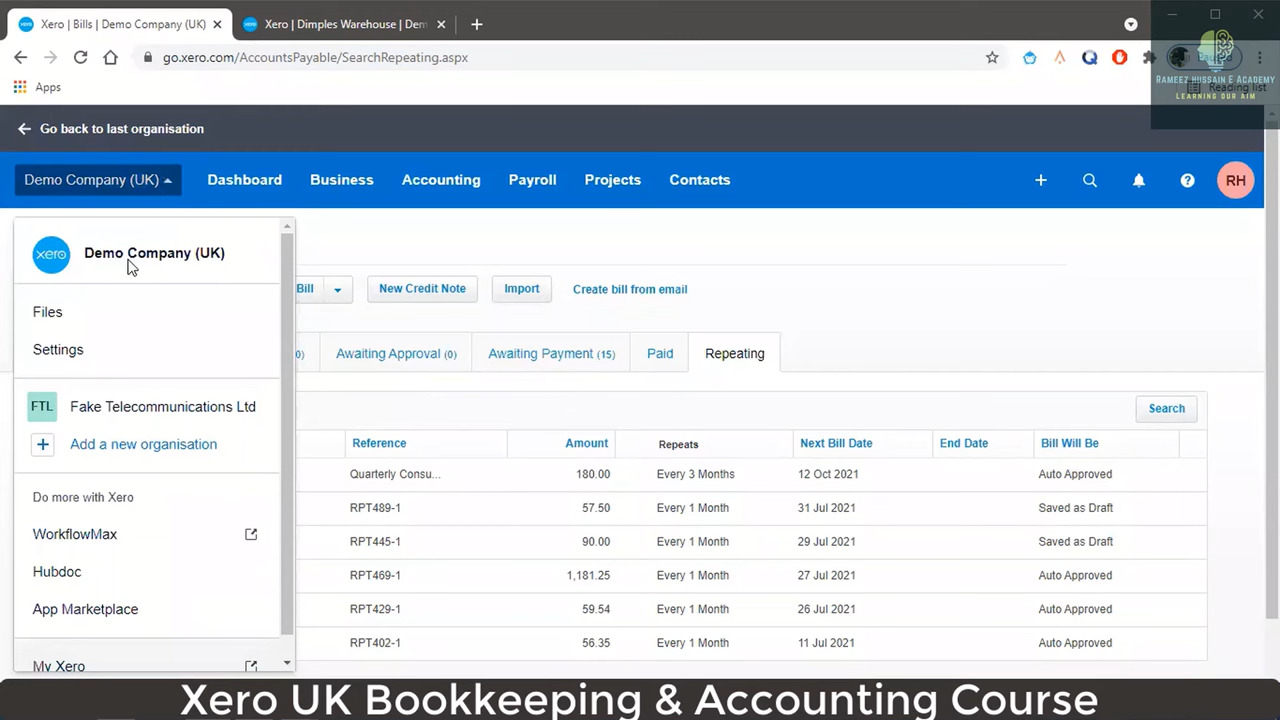 Xero | Bills | Demo Company (UK)
Xero | Dimples Warehouse | Dem
go.xero.com/AccountsPayable/SearchRepeating.aspx
Apps
Reading list
RAMEEZ HUSSAIN E ACADEMY
LEARNING OUR AIM
Go back to last organisation
Demo Company (UK)
Dashboard
Business
Accounting
Payroll
Projects
Contacts
RH
xero
Demo Company (UK)
Files
Settings
FTL
Fake Telecommunications Ltd
Add a new organisation
Do more with Xero
WorkflowMax
Hubdoc
App Marketplace
My Xero
Bill
New Credit Note
Import
Create bill from email
0)
Awaiting Approval (0)
Awaiting Payment (15)
Paid
Repeating
Search
Reference Amount Repeats Next Bill Date End Date Bill Will Be
Quarterly Consu... 180.00 Every 3 Months 12 Oct 2021 Auto Approved
RPT489-1 57.50 Every 1 Month 31 Jul 2021 Saved as Draft
RPT445-1 90.00 Every 1 Month 29 Jul 2021 Saved as Draft
RPT469-1 1,181.25 Every 1 Month 27 Jul 2021 Auto Approved
RPT429-1 59.54 Every 1 Month 26 Jul 2021 Auto Approved
RPT402-1 56.35 Every 1 Month 11 Jul 2021 Auto Approved
Xero UK Bookkeeping & Accounting Course